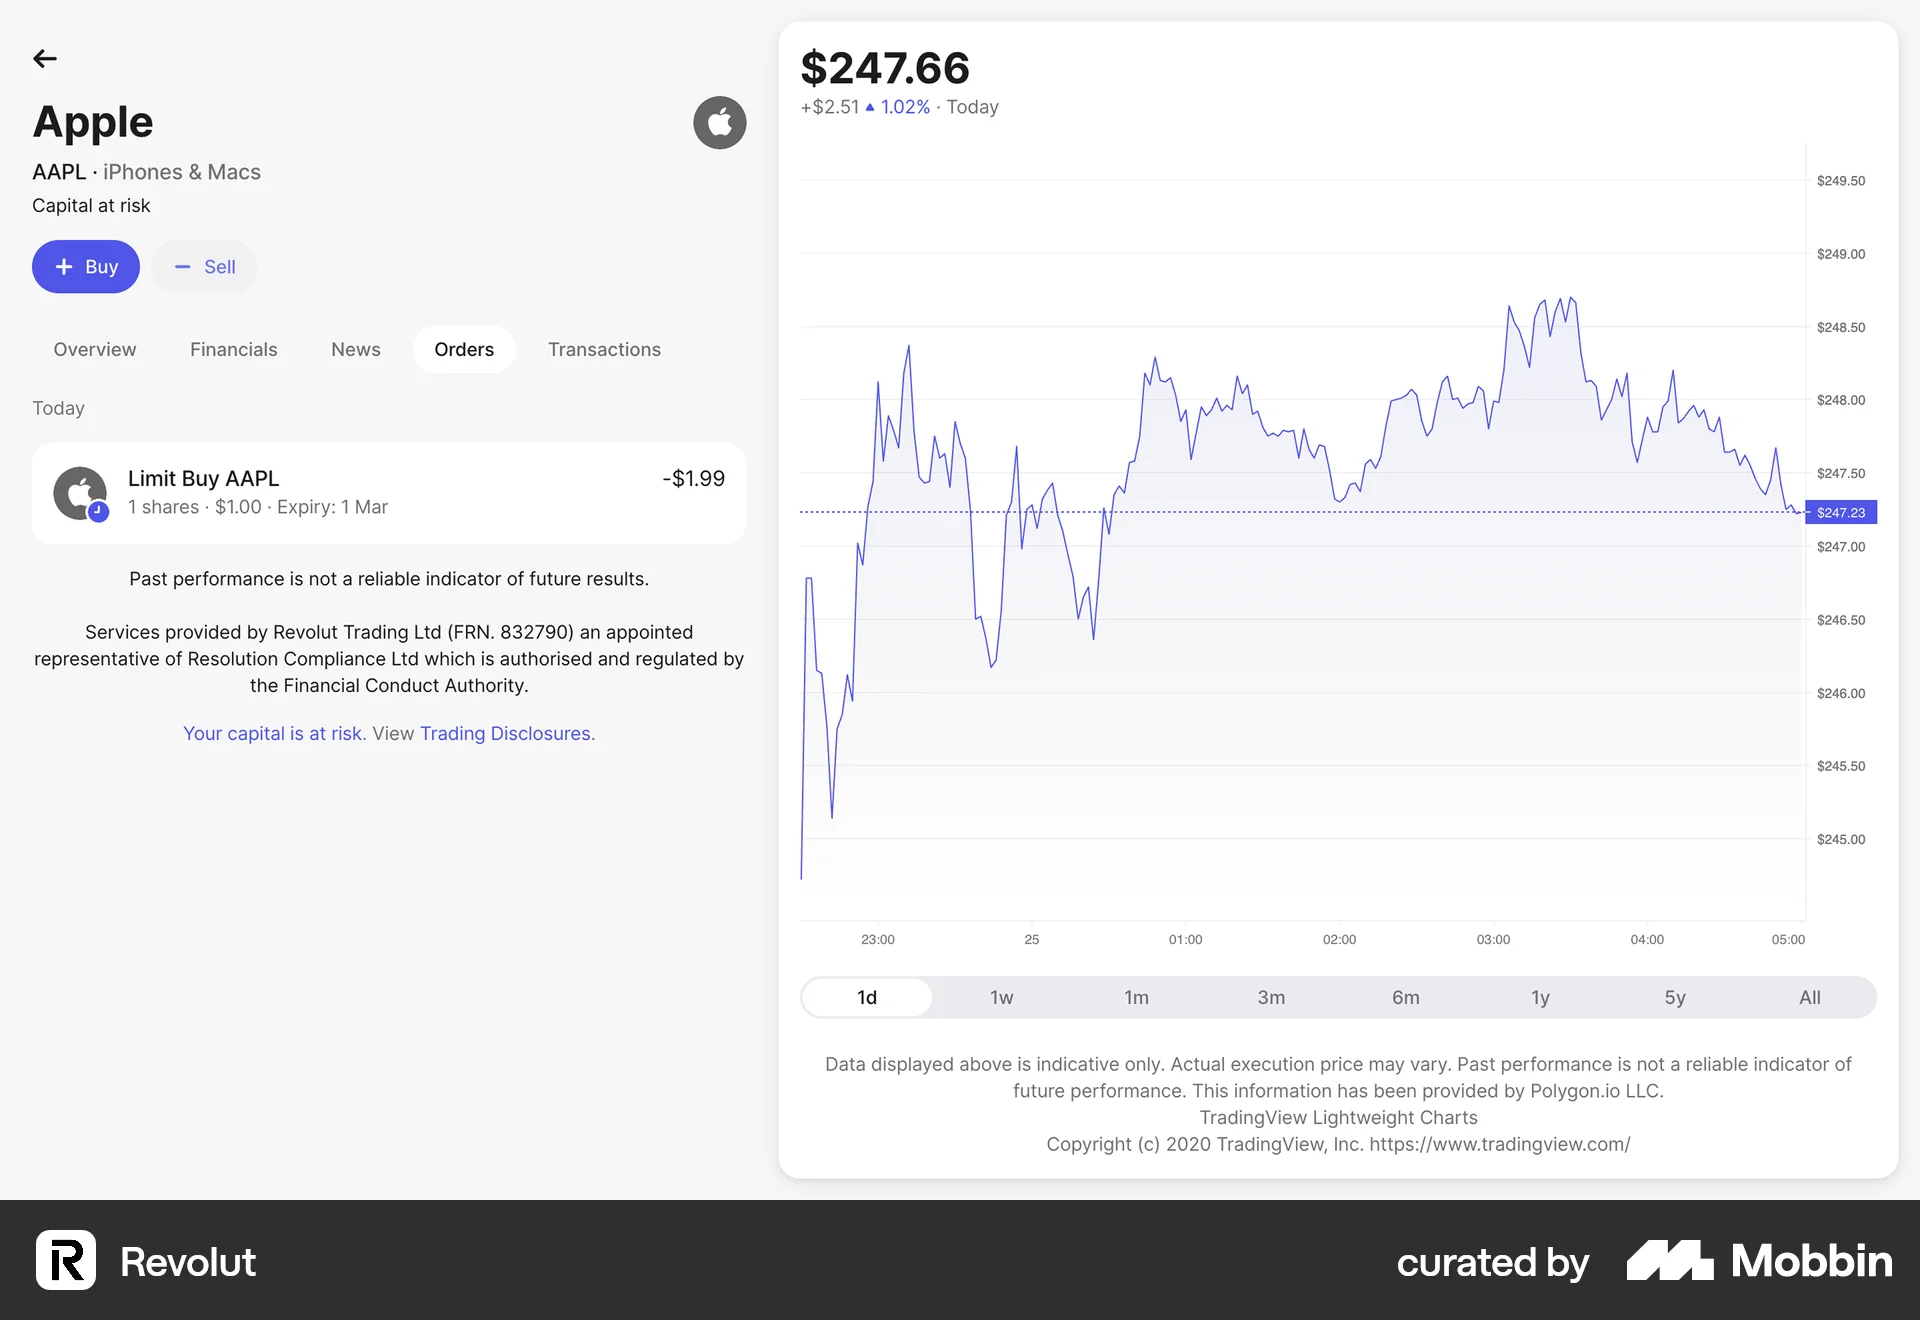 Apple
AAPL · iPhones & Macs
Capital at risk
+ Buy
− Sell
Overview
Financials
News
Orders
Transactions
Today
Limit Buy AAPL
-$1.99
1 shares · $1.00 · Expiry: 1 Mar
Past performance is not a reliable indicator of future results.
Services provided by Revolut Trading Ltd (FRN. 832790) an appointed
representative of Resolution Compliance Ltd which is authorised and regulated by
the Financial Conduct Authority.
Your capital is at risk. View Trading Disclosures.
$247.66
+$2.51 ▲ 1.02% · Today
$249.50
$249.00
$248.50
$248.00
$247.50
$247.23
$247.00
$246.50
$246.00
$245.50
$245.00
23:00
25
01:00
02:00
03:00
04:00
05:00
1d
1w
1m
3m
6m
1y
5y
All
Data displayed above is indicative only. Actual execution price may vary. Past performance is not a reliable indicator of
future performance. This information has been provided by Polygon.io LLC.
TradingView Lightweight Charts
Copyright (c) 2020 TradingView, Inc. https://www.tradingview.com/
R Revolut
curated by Mobbin